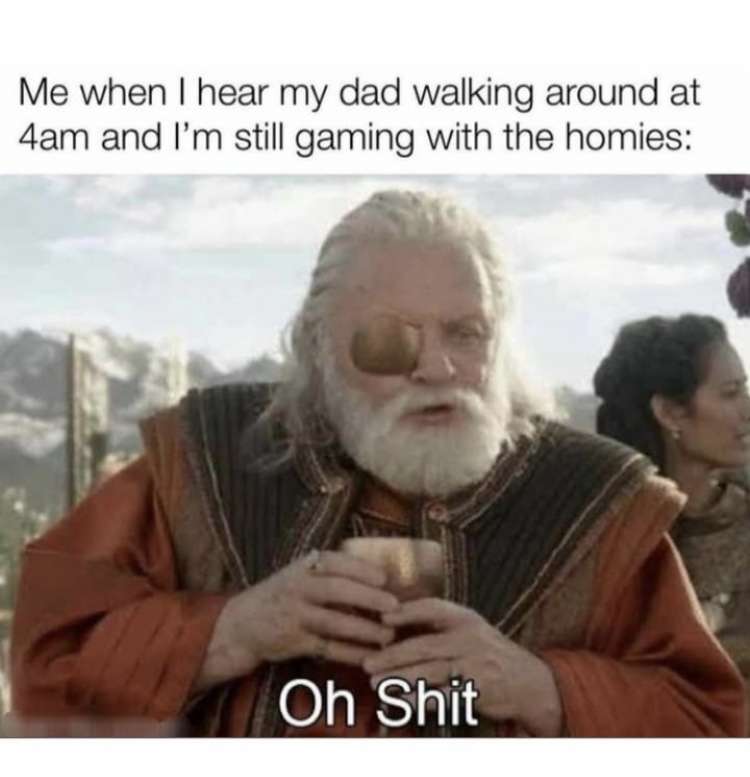 Me when I hear my dad walking around at
4am and I’m still gaming with the homies:
Oh Shit